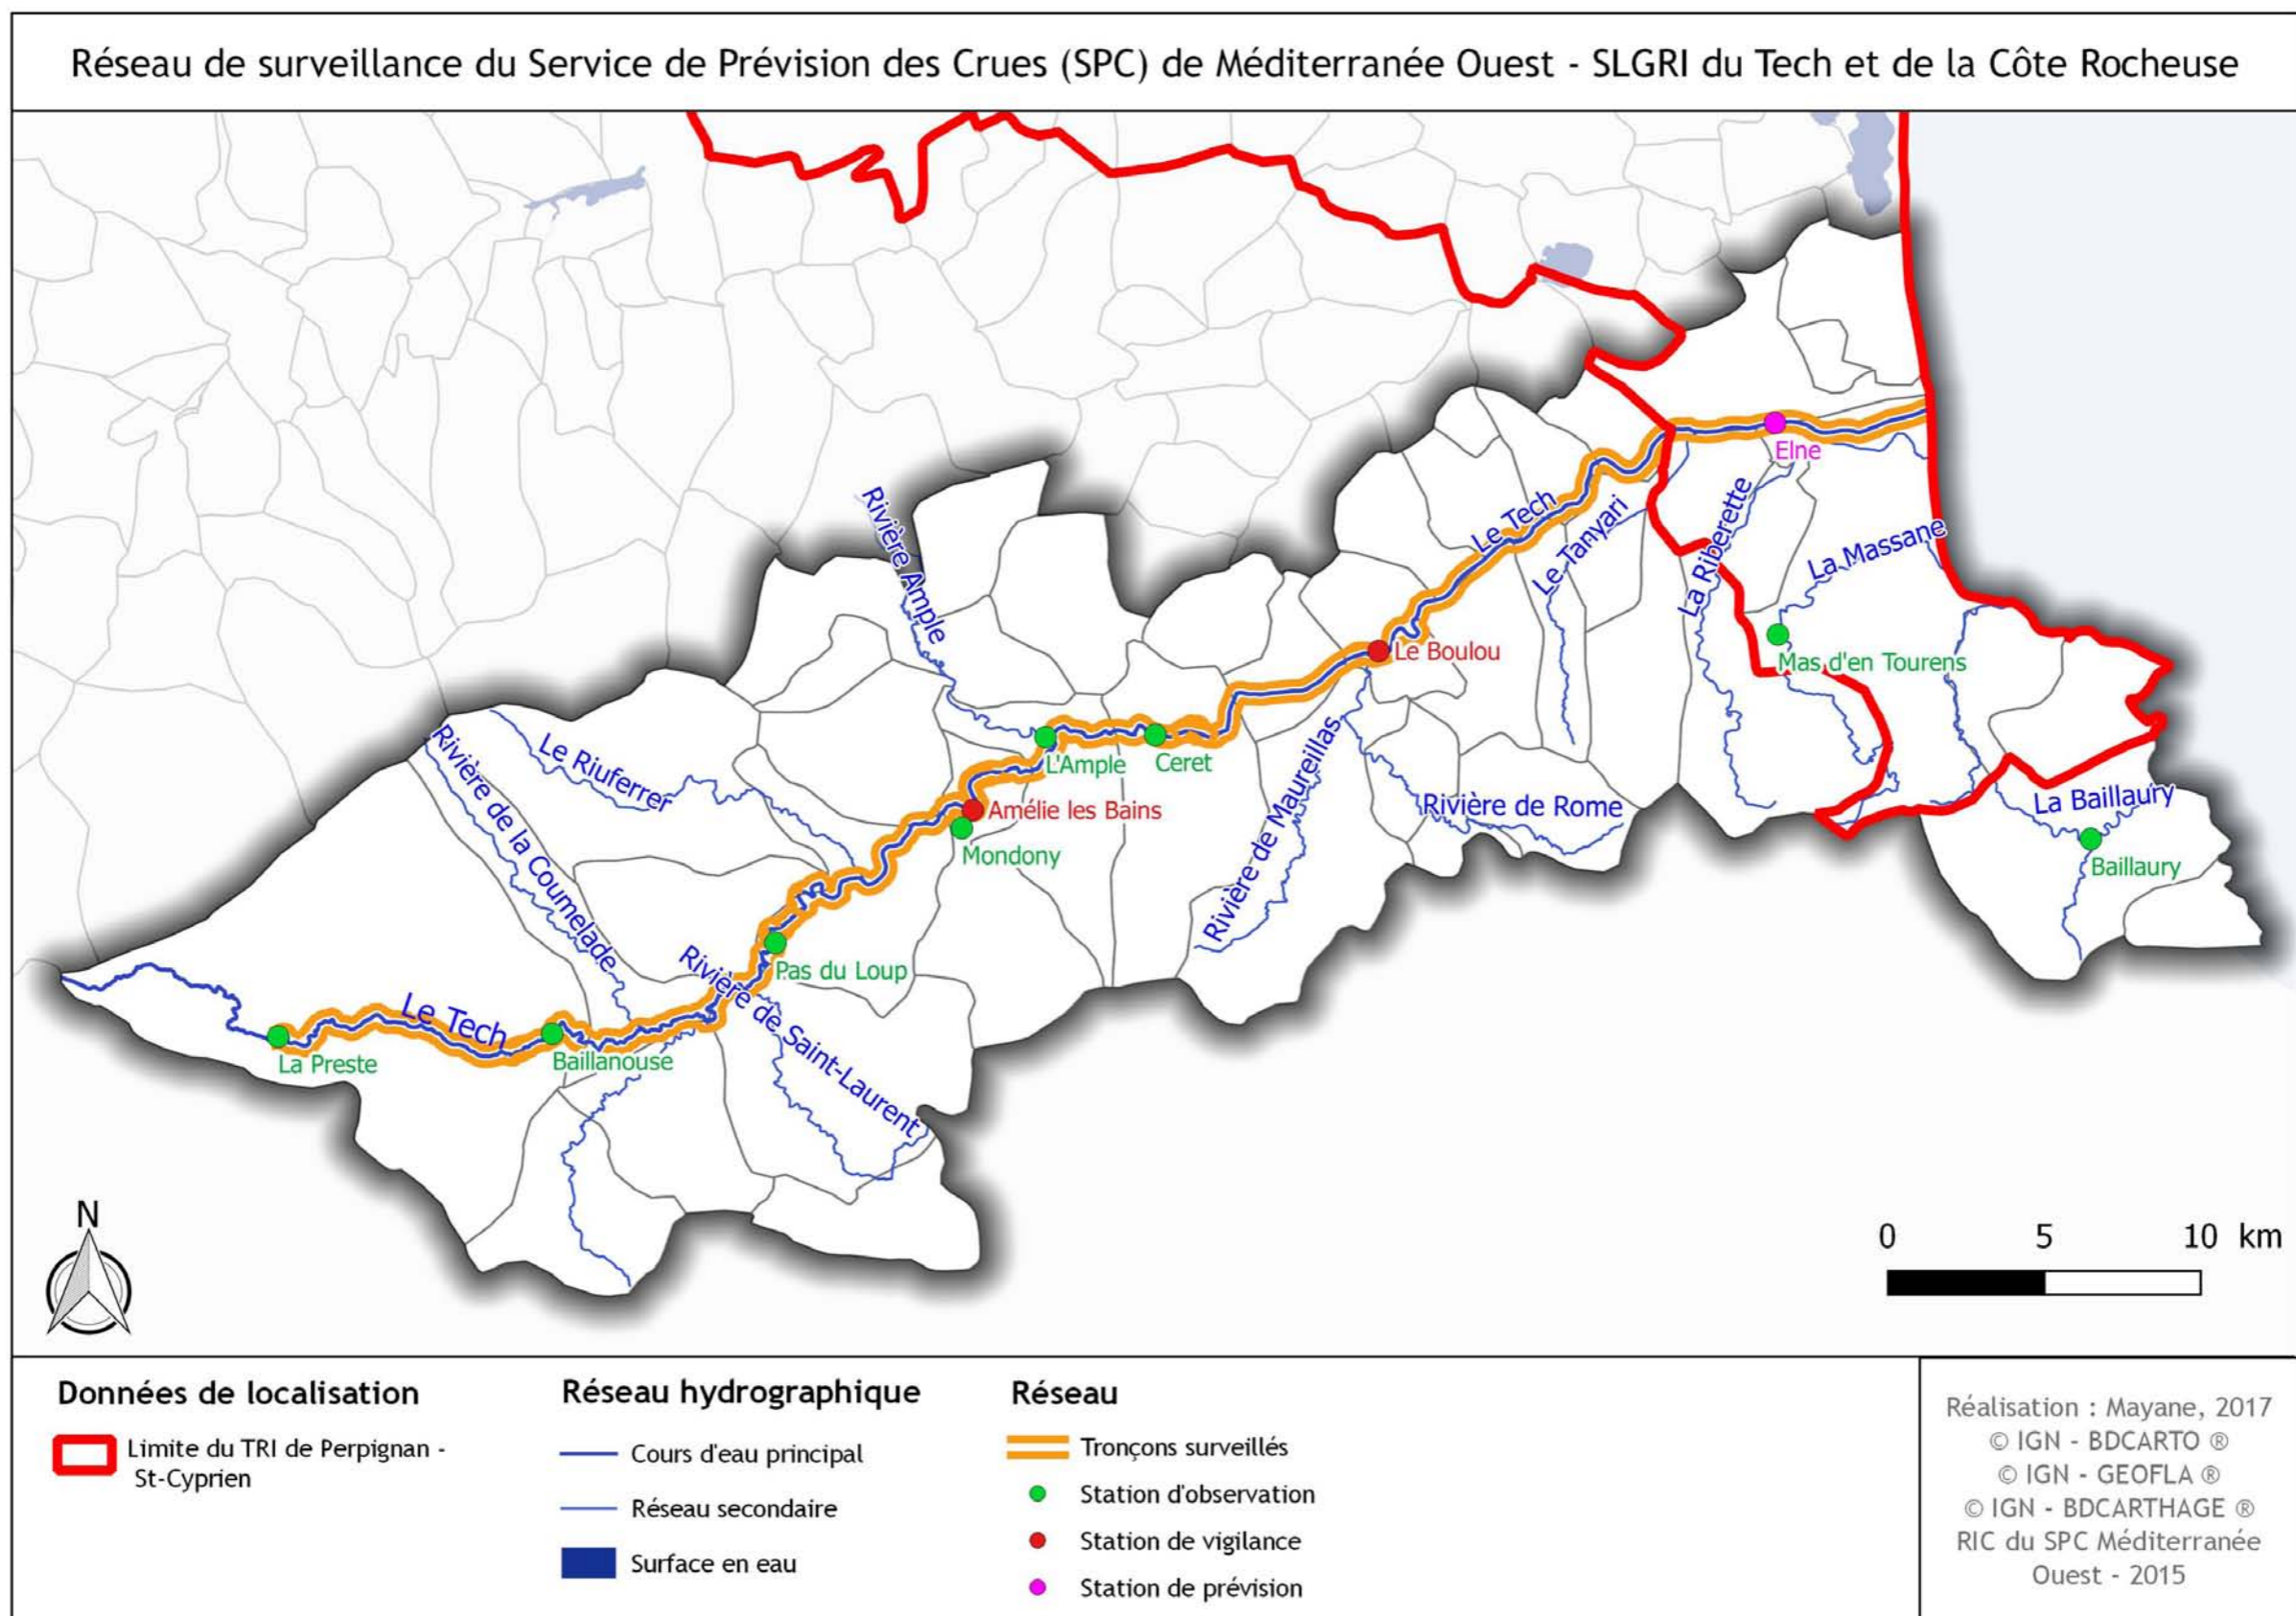 Réseau de surveillance du Service de Prévision des Crues (SPC) de Méditerranée Ouest - SLGRI du Tech et de la Côte Rocheuse
Elne
Rivière Ample
Le Tech
Le Tanyari
La Riberette
La Massane
Le Boulou
Mas d'en Tourens
Rivière de la Coumelade
Le Riuferrer
L'Ample
Ceret
Amélie les Bains
Mondony
Rivière de Maureillas
Rivière de Rome
La Baillaury
Baillaury
Pas du Loup
Rivière de Saint-Laurent
Le Tech
La Preste
Baillanouse
N
0 5 10 km
Données de localisation
Limite du TRI de Perpignan -
St-Cyprien
Réseau hydrographique
Cours d'eau principal
Réseau secondaire
Surface en eau
Réseau
Tronçons surveillés
Station d'observation
Station de vigilance
Station de prévision
Réalisation : Mayane, 2017
© IGN - BDCARTO ®
© IGN - GEOFLA ®
© IGN - BDCARTHAGE ®
RIC du SPC Méditerranée
Ouest - 2015